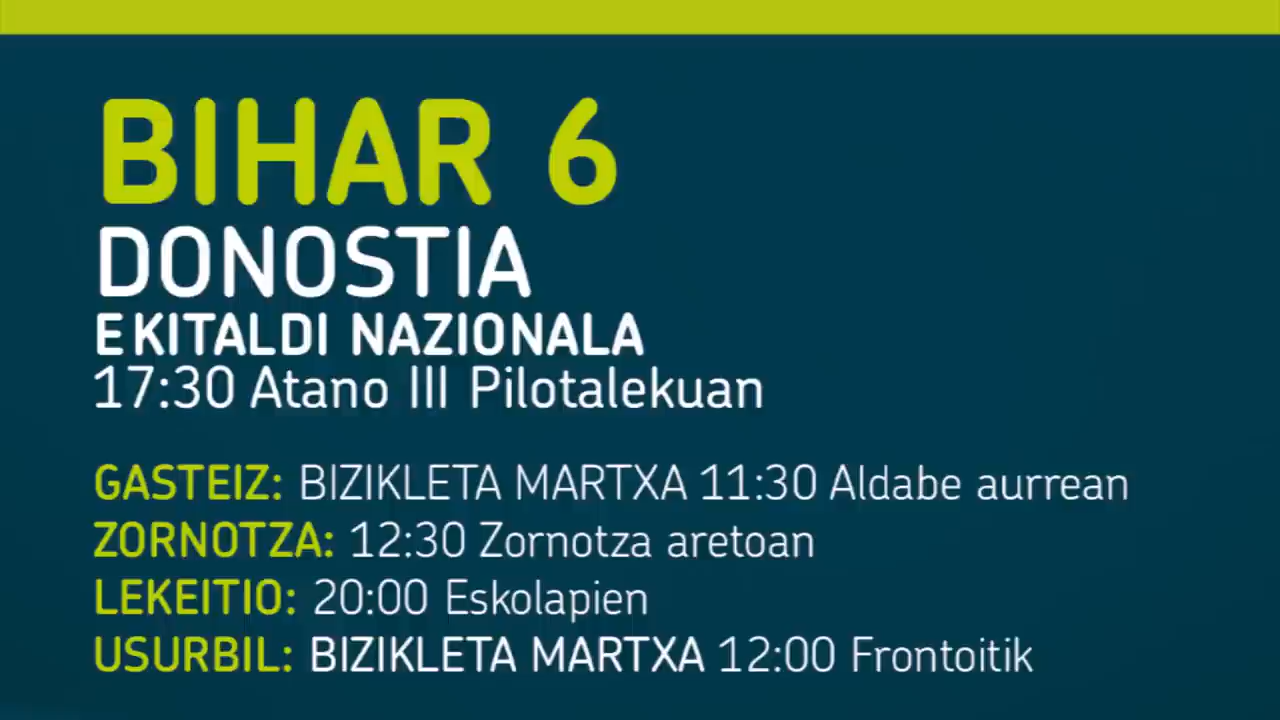 BIHAR 6
DONOSTIA
EKITALDI NAZIONALA
17:30 Atano III Pilotalekuan
GASTEIZ: BIZIKLETA MARTXA 11:30 Aldabe aurrean
ZORNOTZA: 12:30 Zornotza aretoan
LEKEITIO: 20:00 Eskolapien
USURBIL: BIZIKLETA MARTXA 12:00 Frontoitik